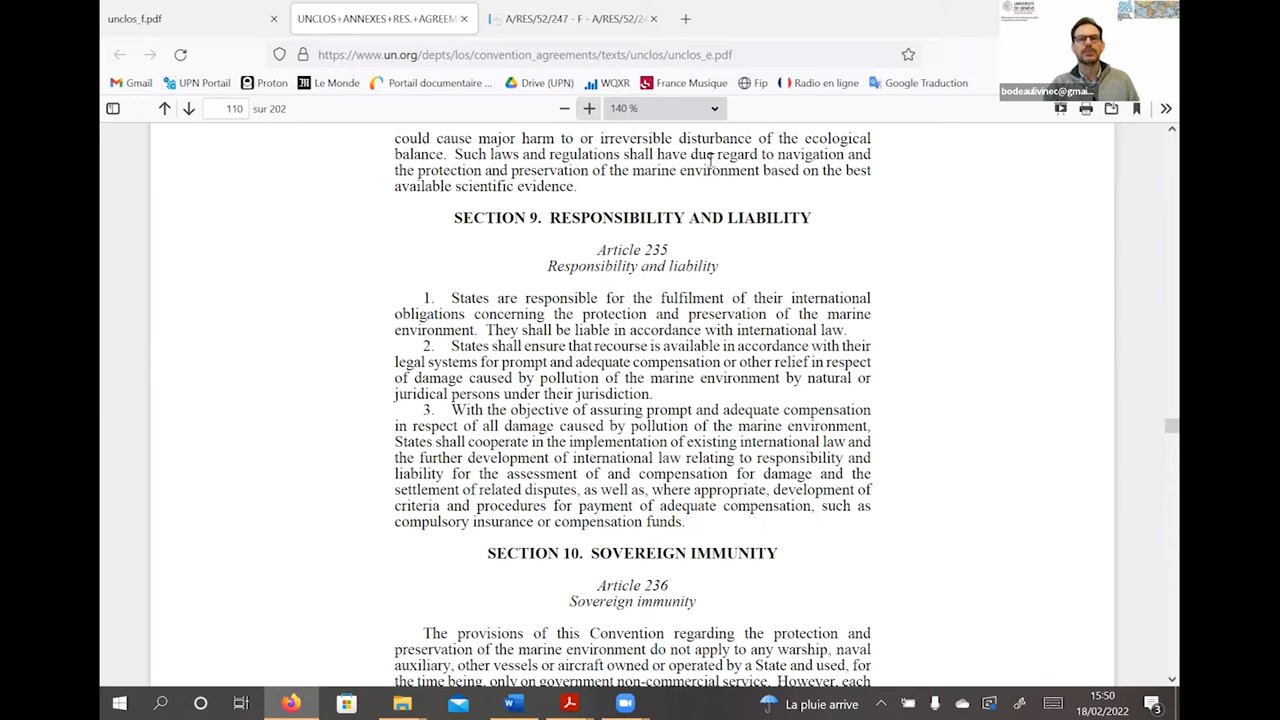 unclos_f.pdf
UNCLOS+ANNEXES+RES.+AGREEM
A/RES/52/247 - F - A/RES/52/24
https://www.un.org/depts/los/convention_agreements/texts/unclos/unclos_e.pdf
Gmail
UPN Portail
Proton
Le Monde
Portail documentaire ...
Drive (UPN)
WQXR
France Musique
Fip
Radio en ligne
Google Traduction
bodeaulivinec@gmai...
UNIVERSITÉ
DE GENÈVE
110 sur 202
140 %
could cause major harm to or irreversible disturbance of the ecological
balance. Such laws and regulations shall have due regard to navigation and
the protection and preservation of the marine environment based on the best
available scientific evidence.
SECTION 9. RESPONSIBILITY AND LIABILITY
Article 235
Responsibility and liability
1. States are responsible for the fulfilment of their international
obligations concerning the protection and preservation of the marine
environment. They shall be liable in accordance with international law.
2. States shall ensure that recourse is available in accordance with their
legal systems for prompt and adequate compensation or other relief in respect
of damage caused by pollution of the marine environment by natural or
juridical persons under their jurisdiction.
3. With the objective of assuring prompt and adequate compensation
in respect of all damage caused by pollution of the marine environment,
States shall cooperate in the implementation of existing international law and
the further development of international law relating to responsibility and
liability for the assessment of and compensation for damage and the
settlement of related disputes, as well as, where appropriate, development of
criteria and procedures for payment of adequate compensation, such as
compulsory insurance or compensation funds.
SECTION 10. SOVEREIGN IMMUNITY
Article 236
Sovereign immunity
The provisions of this Convention regarding the protection and
preservation of the marine environment do not apply to any warship, naval
auxiliary, other vessels or aircraft owned or operated by a State and used, for
the time being, only on government non-commercial service. However, each
La pluie arrive
15:50
18/02/2022
3